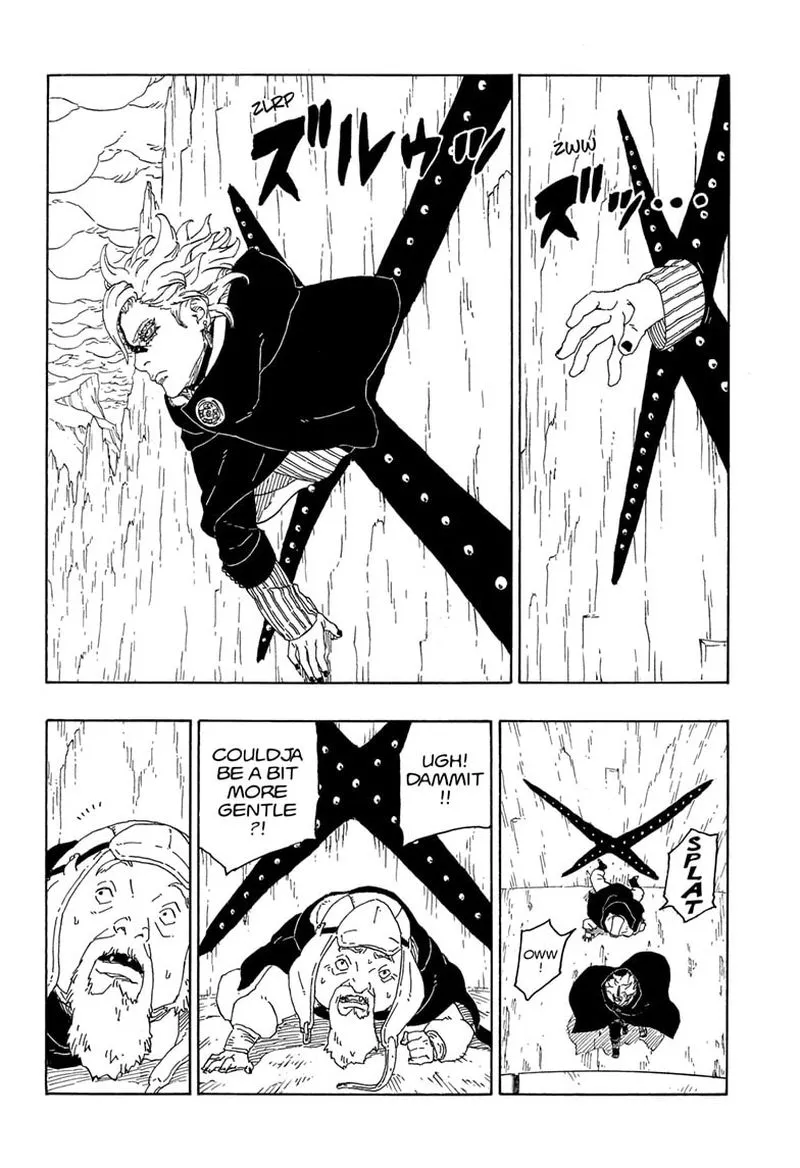 ZWW
ズッ・・・
ZLRP
ズルゥッ
SPLAT
OWW
!
UGH!
DAMMIT
!!
COULDJA
BE A BIT
MORE
GENTLE
?!